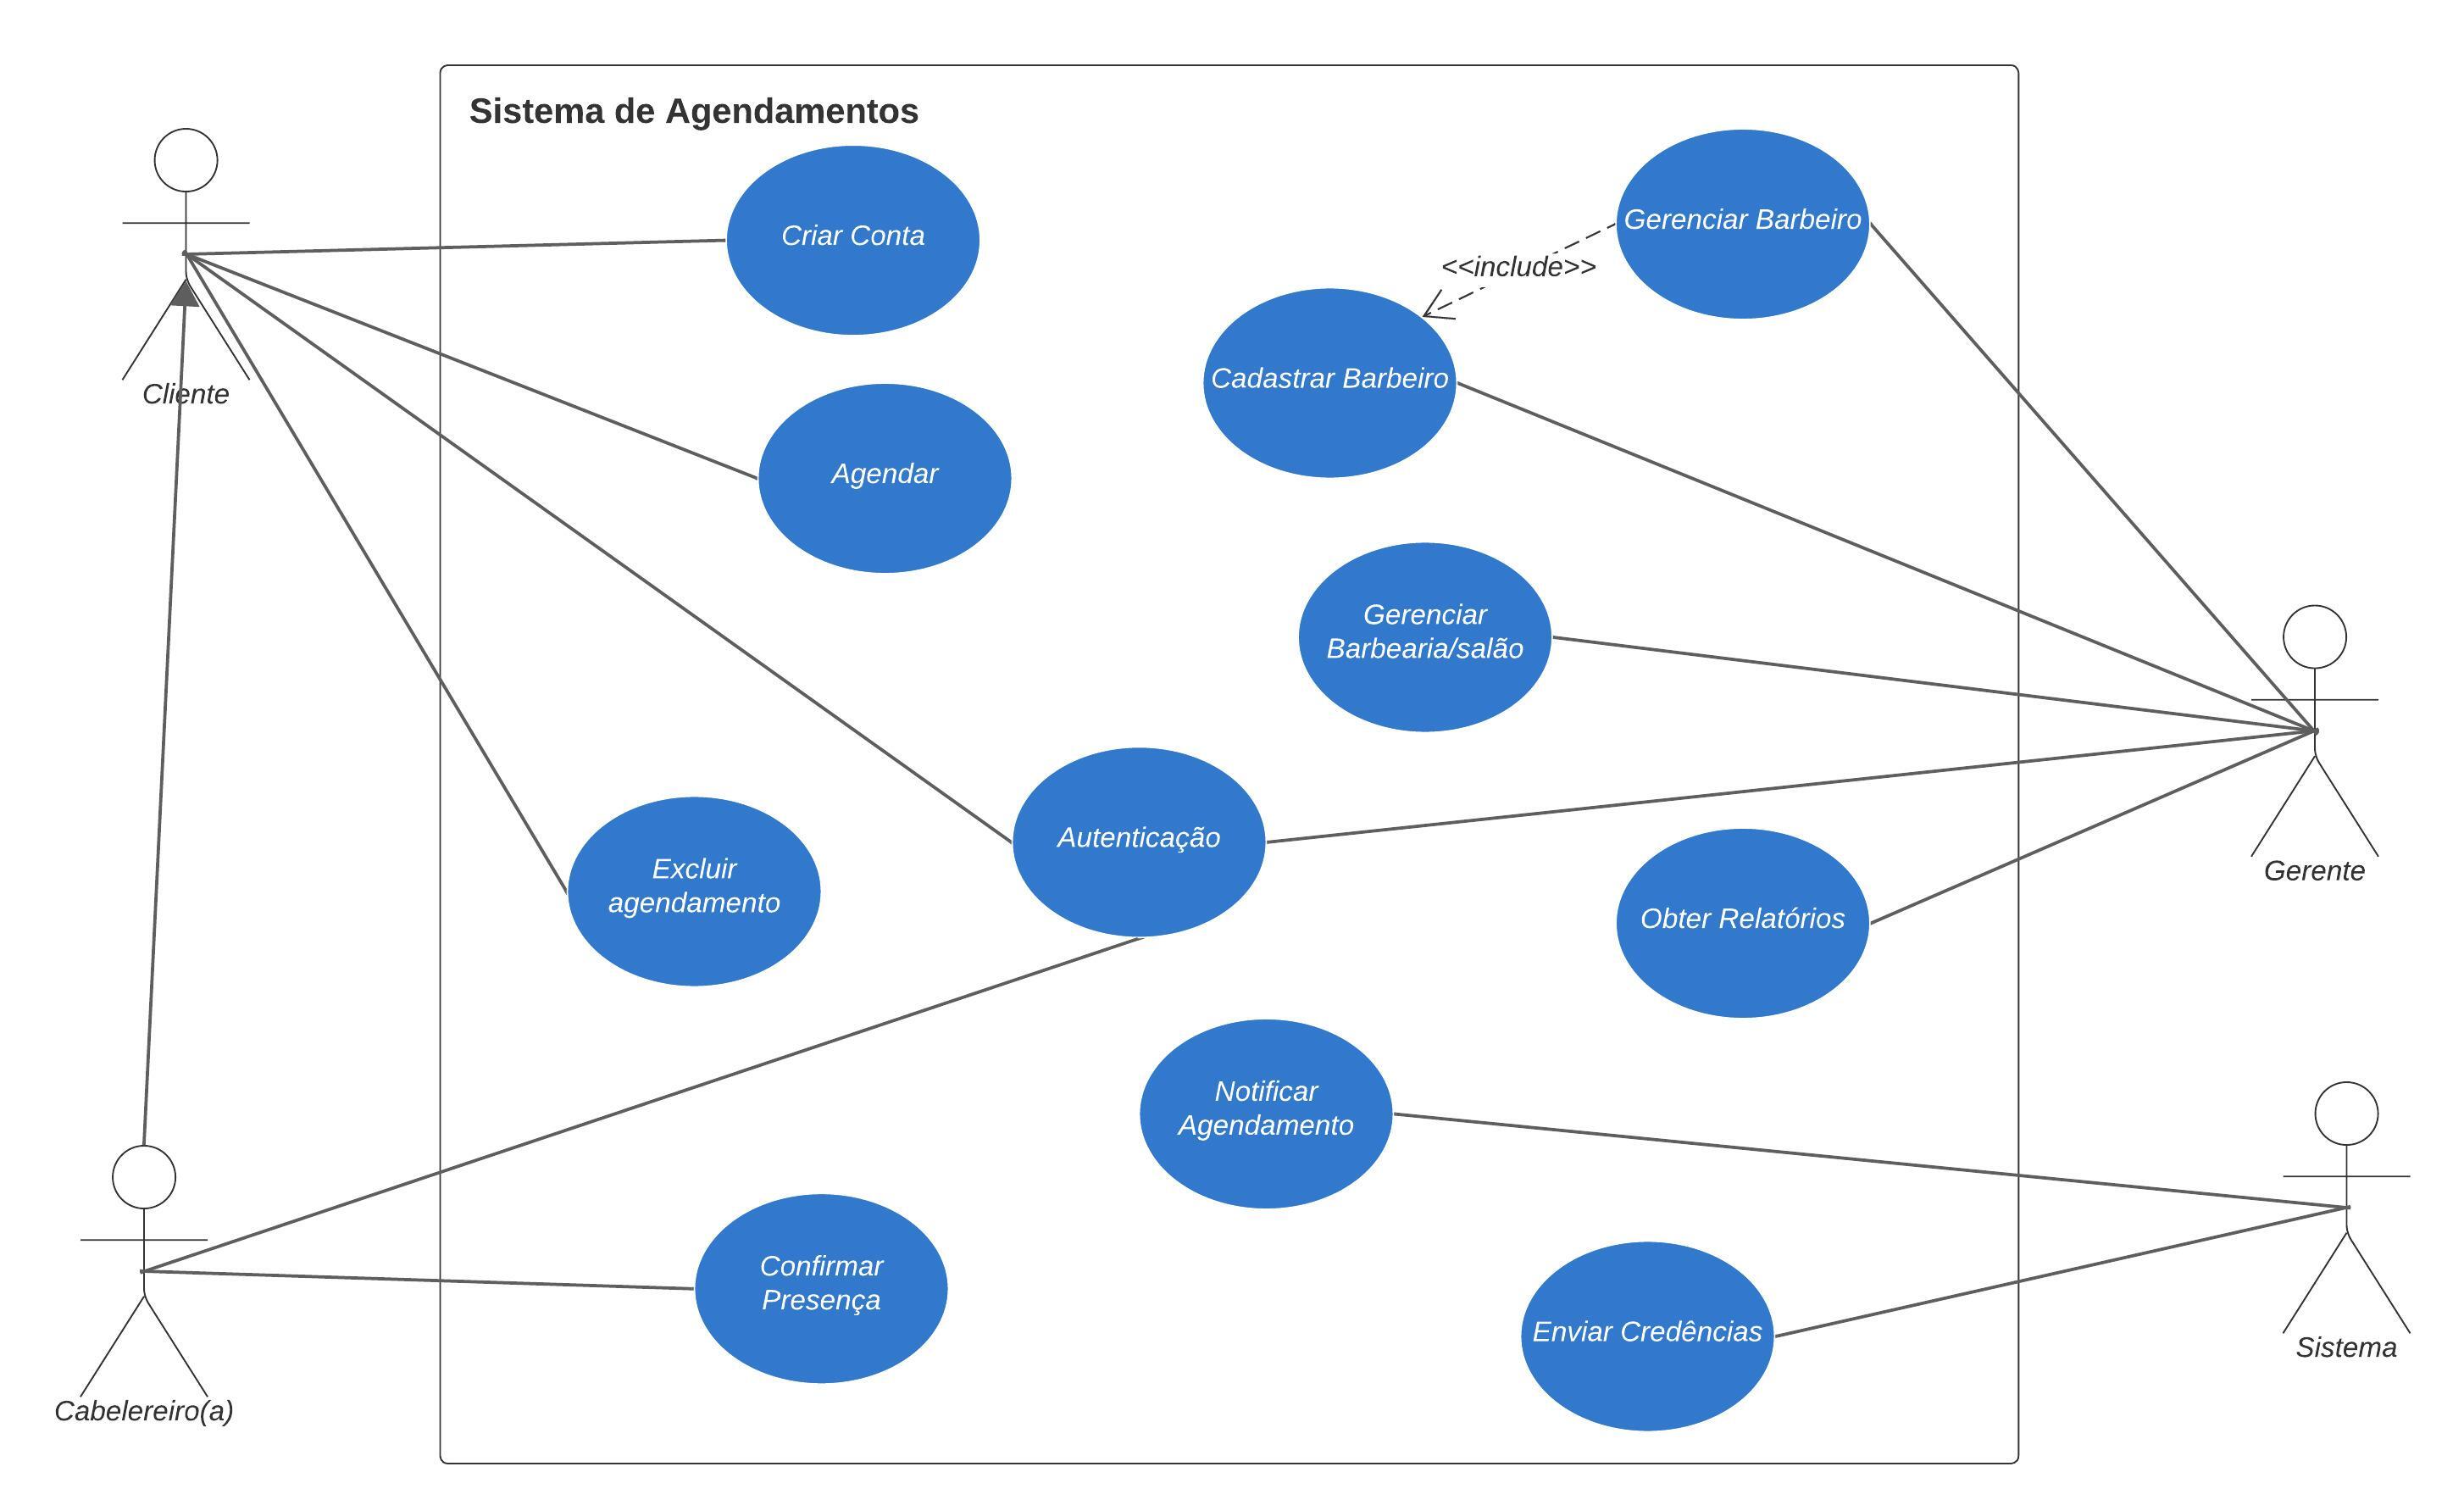 Sistema de Agendamentos
Criar Conta
Gerenciar Barbeiro
<<include>>
Cadastrar Barbeiro
Cliente
Agendar
Gerenciar
Barbearia/salão
Autenticação
Excluir
agendamento
Gerente
Obter Relatórios
Notificar
Agendamento
Confirmar
Presença
Enviar Credências
Sistema
Cabelereiro(a)